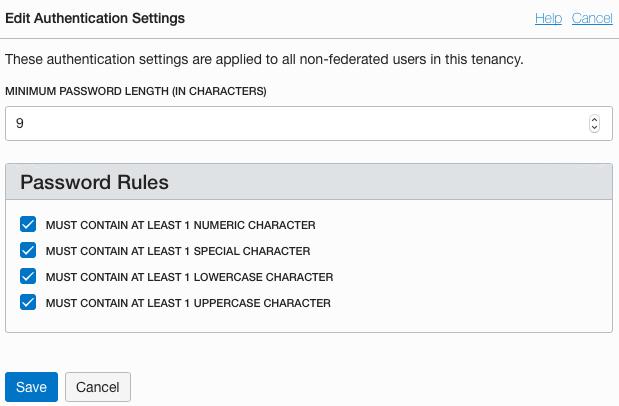 Edit Authentication Settings Help Cancel
These authentication settings are applied to all non-federated users in this tenancy.
MINIMUM PASSWORD LENGTH (IN CHARACTERS)
9
Password Rules
MUST CONTAIN AT LEAST 1 NUMERIC CHARACTER
MUST CONTAIN AT LEAST 1 SPECIAL CHARACTER
MUST CONTAIN AT LEAST 1 LOWERCASE CHARACTER
MUST CONTAIN AT LEAST 1 UPPERCASE CHARACTER
Save Cancel